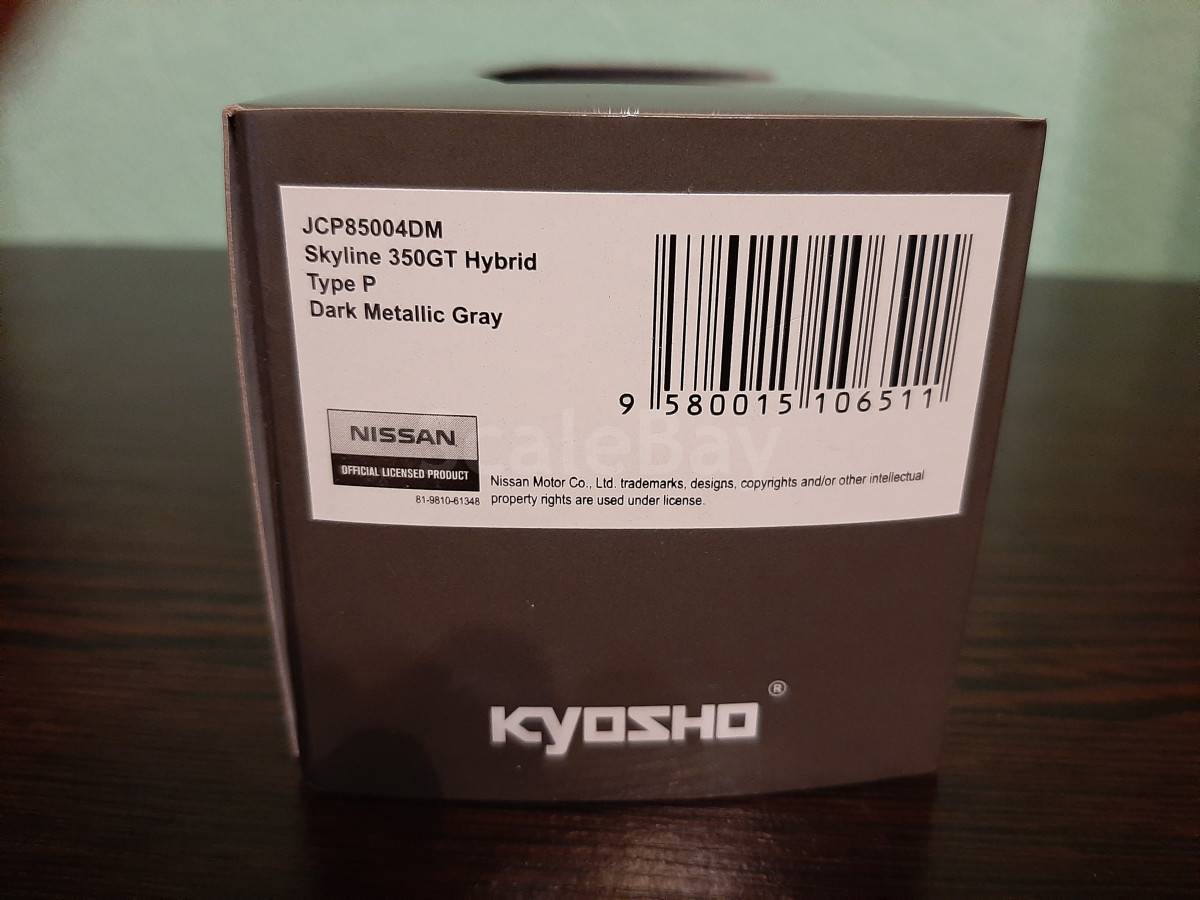 JCP85004DM
Skyline 350GT Hybrid
Type P
Dark Metallic Gray
9 580015 106511
NISSAN
OFFICIAL LICENSED PRODUCT
81-9810-61348
Nissan Motor Co., Ltd. trademarks, designs, copyrights and/or other intellectual
property rights are used under license.
ScaleBay
KYOSHO ®